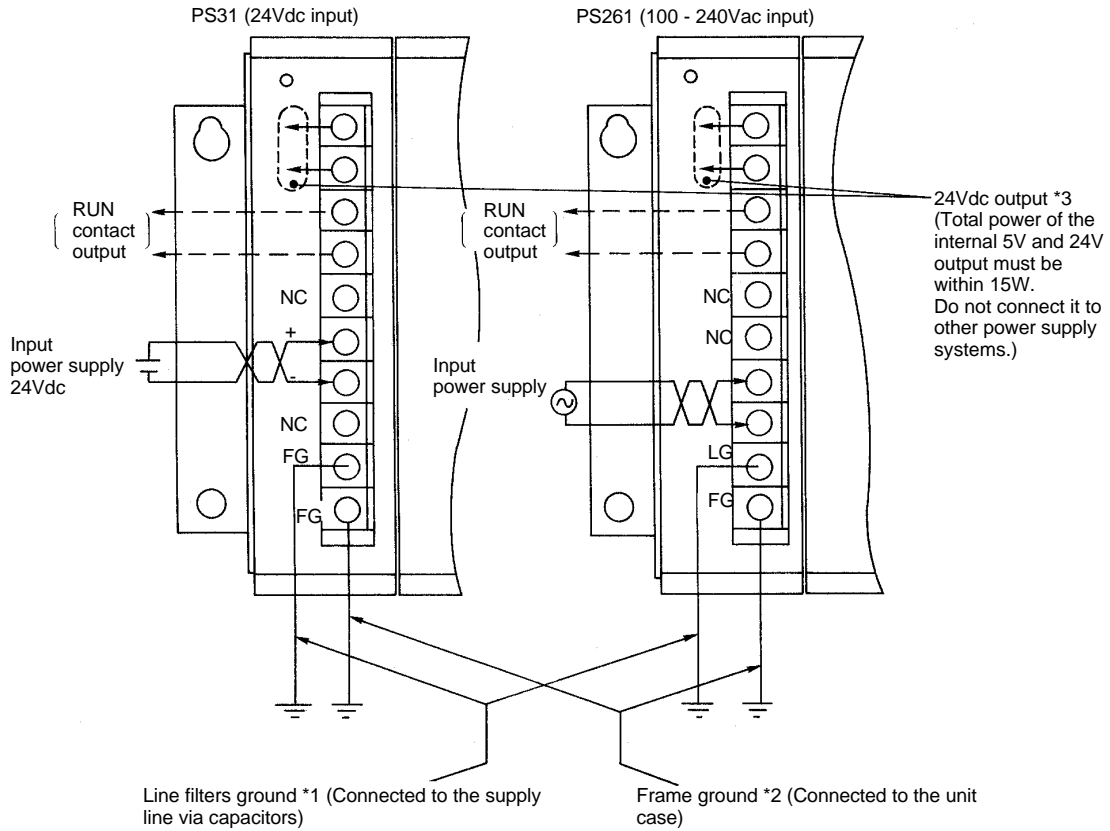 PS31 (24Vdc input)
PS261 (100 - 240Vac input)
RUN
contact
output
NC
+
-
Input
power supply
24Vdc
NC
FG
FG
RUN
contact
output
NC
NC
Input
power supply
LG
FG
24Vdc output *3
(Total power of the
internal 5V and 24V
output must be
within 15W.
Do not connect it to
other power supply
systems.)
Line filters ground *1 (Connected to the supply
line via capacitors)
Frame ground *2 (Connected to the unit
case)